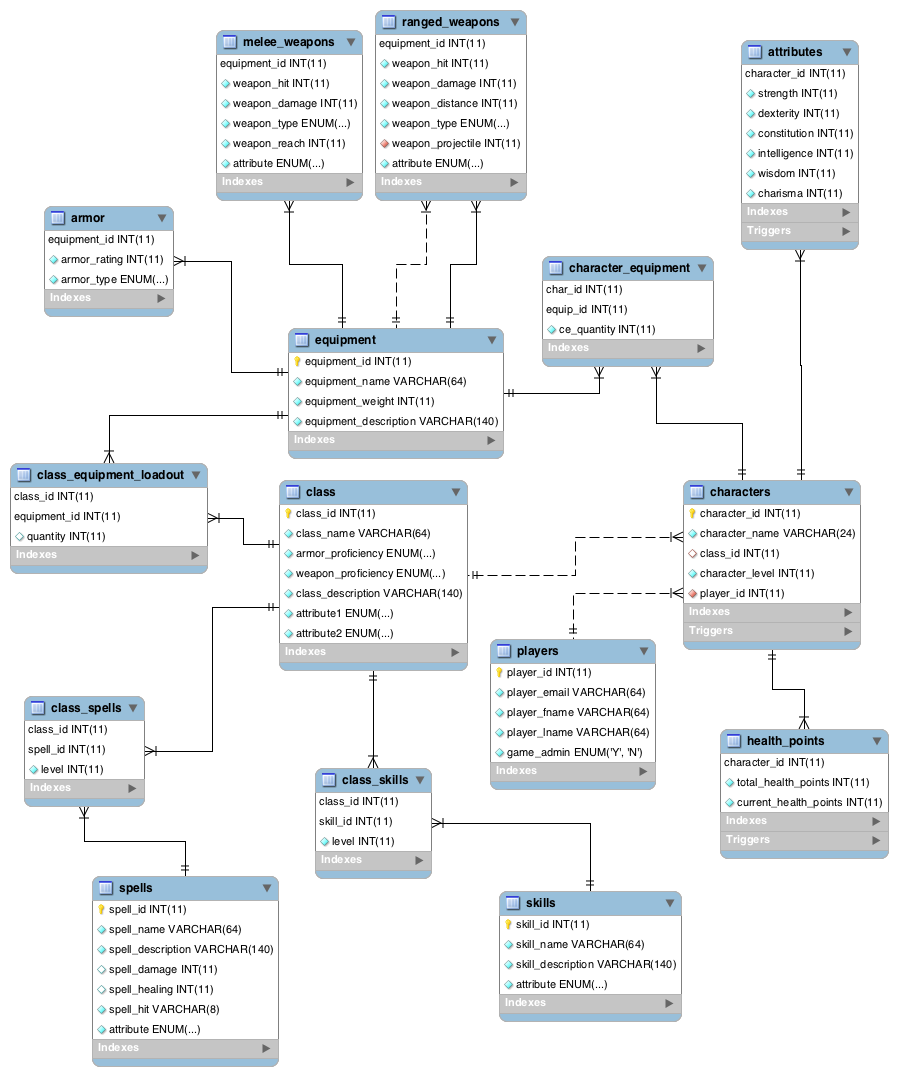 melee_weapons
equipment_id INT(11)
weapon_hit INT(11)
weapon_damage INT(11)
weapon_type ENUM(...)
weapon_reach INT(11)
attribute ENUM(...)
Indexes
ranged_weapons
equipment_id INT(11)
weapon_hit INT(11)
weapon_damage INT(11)
weapon_distance INT(11)
weapon_type ENUM(...)
weapon_projectile INT(11)
attribute ENUM(...)
Indexes
attributes
character_id INT(11)
strength INT(11)
dexterity INT(11)
constitution INT(11)
intelligence INT(11)
wisdom INT(11)
charisma INT(11)
Indexes
Triggers
armor
equipment_id INT(11)
armor_rating INT(11)
armor_type ENUM(...)
Indexes
character_equipment
char_id INT(11)
equip_id INT(11)
ce_quantity INT(11)
Indexes
equipment
equipment_id INT(11)
equipment_name VARCHAR(64)
equipment_weight INT(11)
equipment_description VARCHAR(140)
Indexes
class_equipment_loadout
class_id INT(11)
equipment_id INT(11)
quantity INT(11)
Indexes
class
class_id INT(11)
class_name VARCHAR(64)
armor_proficiency ENUM(...)
weapon_proficiency ENUM(...)
class_description VARCHAR(140)
attribute1 ENUM(...)
attribute2 ENUM(...)
Indexes
characters
character_id INT(11)
character_name VARCHAR(24)
class_id INT(11)
character_level INT(11)
player_id INT(11)
Indexes
Triggers
players
player_id INT(11)
player_email VARCHAR(64)
player_fname VARCHAR(64)
player_lname VARCHAR(64)
game_admin ENUM('Y', 'N')
Indexes
class_spells
class_id INT(11)
spell_id INT(11)
level INT(11)
Indexes
class_skills
class_id INT(11)
skill_id INT(11)
level INT(11)
Indexes
health_points
character_id INT(11)
total_health_points INT(11)
current_health_points INT(11)
Indexes
Triggers
spells
spell_id INT(11)
spell_name VARCHAR(64)
spell_description VARCHAR(140)
spell_damage INT(11)
spell_healing INT(11)
spell_hit VARCHAR(8)
attribute ENUM(...)
Indexes
skills
skill_id INT(11)
skill_name VARCHAR(64)
skill_description VARCHAR(140)
attribute ENUM(...)
Indexes